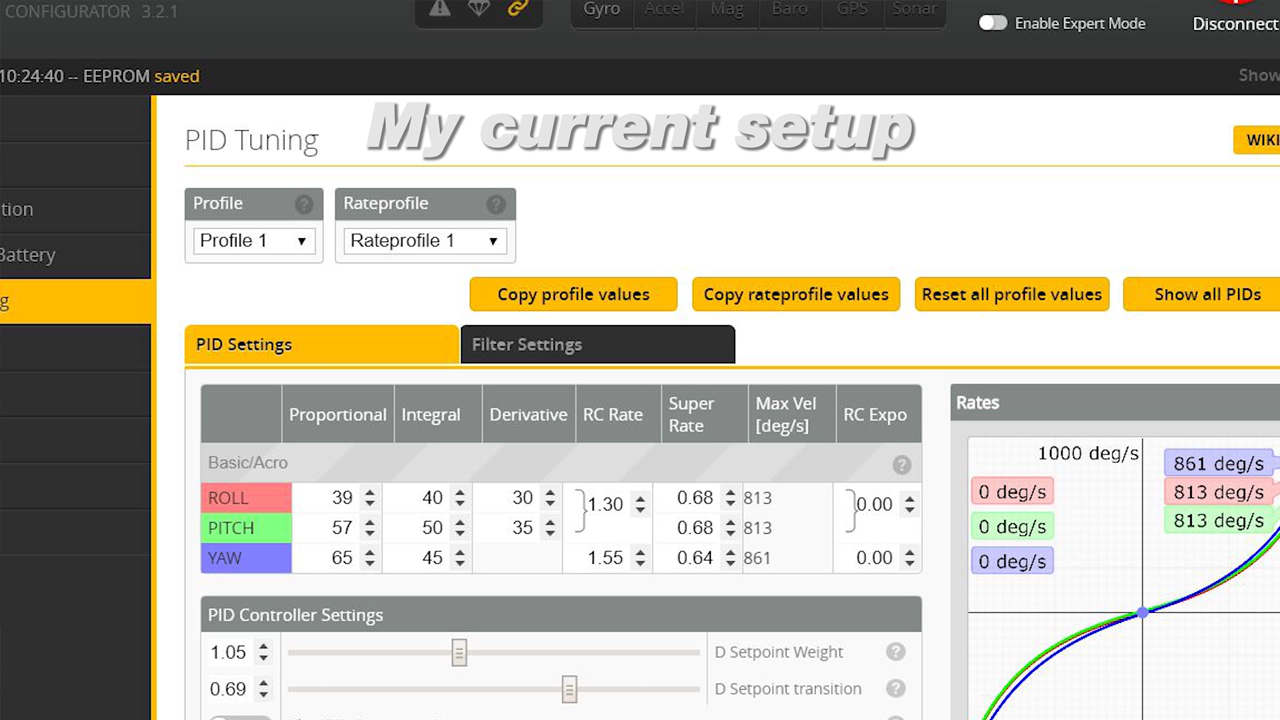 CONFIGURATOR 3.2.1
Gyro Accel Mag Baro GPS Sonar
Enable Expert Mode
Disconnect
10:24:40 -- EEPROM saved
Show
My current setup
PID Tuning
WIKI
Profile
Rateprofile
tion
Profile 1
Rateprofile 1
Battery
Copy profile values
Copy rateprofile values
Reset all profile values
Show all PIDs
g
PID Settings
Filter Settings
Proportional Integral Derivative RC Rate Super Rate Max Vel [deg/s] RC Expo
Rates
Basic/Acro
ROLL 39 40 30 1.30 0.68 813 0.00
PITCH 57 50 35 0.68 813
YAW 65 45 1.55 0.64 861 0.00
1000 deg/s
861 deg/s
0 deg/s
813 deg/s
0 deg/s
813 deg/s
0 deg/s
PID Controller Settings
1.05 D Setpoint Weight
0.69 D Setpoint transition